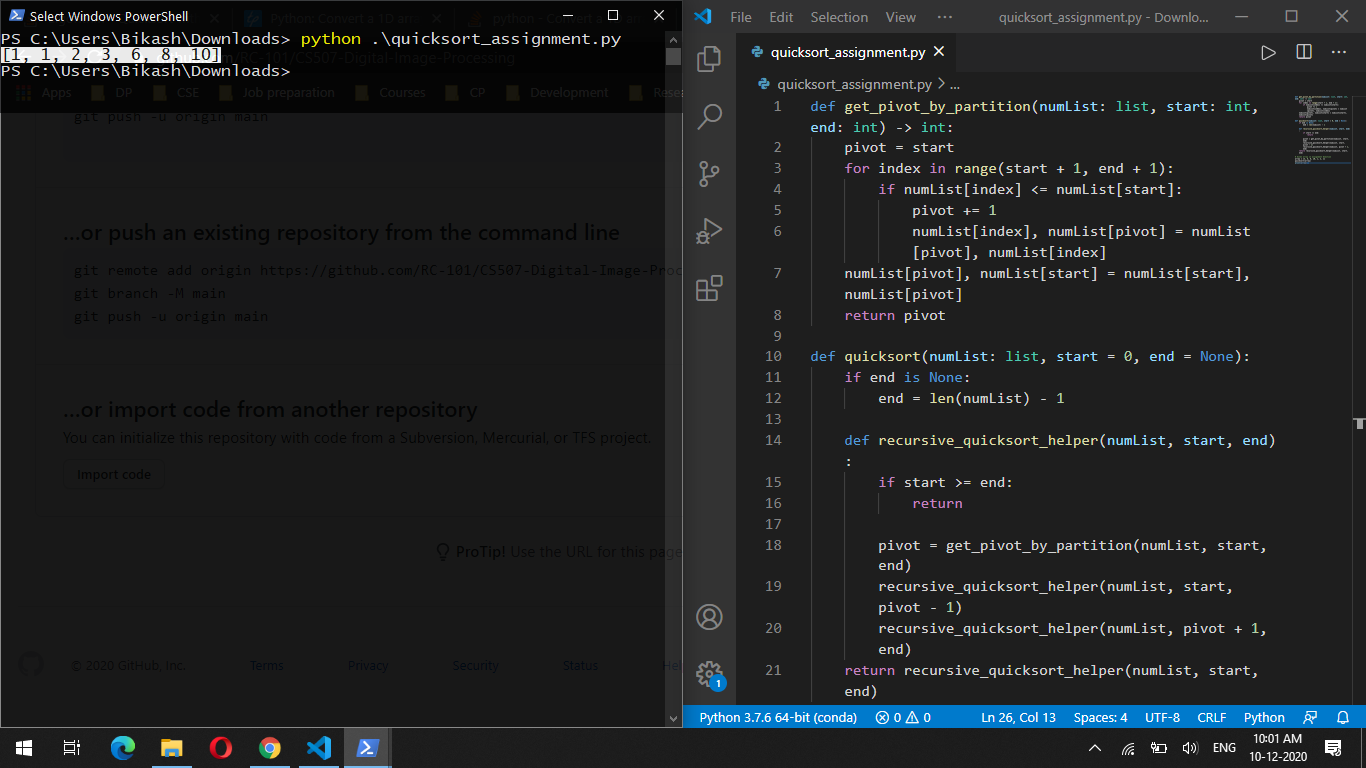 Select Windows PowerShell
PS C:\Users\Bikash\Downloads> python .\quicksort_assignment.py
[1, 1, 2, 3, 6, 8, 10]
PS C:\Users\Bikash\Downloads>
Apps DP CSE Job preparation Courses CP Development
git push -u origin main
...or push an existing repository from the command line
git remote add origin https://github.com/RC-101/CS507-Digital-Image-Proc
git branch -M main
git push -u origin main
...or import code from another repository
You can initialize this repository with code from a Subversion, Mercurial, or TFS project.
Import code
ProTip! Use the URL for this page
© 2020 GitHub, Inc. Terms Privacy Security Status
File Edit Selection View ··· quicksort_assignment.py - Downlo...
quicksort_assignment.py
quicksort_assignment.py > ...
1 def get_pivot_by_partition(numList: list, start: int,
end: int) -> int:
2 pivot = start
3 for index in range(start + 1, end + 1):
4 if numList[index] <= numList[start]:
5 pivot += 1
6 numList[index], numList[pivot] = numList
[pivot], numList[index]
7 numList[pivot], numList[start] = numList[start],
numList[pivot]
8 return pivot
9
10 def quicksort(numList: list, start = 0, end = None):
11 if end is None:
12 end = len(numList) - 1
13
14 def recursive_quicksort_helper(numList, start, end)
:
15 if start >= end:
16 return
17
18 pivot = get_pivot_by_partition(numList, start,
end)
19 recursive_quicksort_helper(numList, start,
pivot - 1)
20 recursive_quicksort_helper(numList, pivot + 1,
end)
21 return recursive_quicksort_helper(numList, start,
end)
1
Python 3.7.6 64-bit (conda) 0 0 Ln 26, Col 13 Spaces: 4 UTF-8 CRLF Python
ENG 10:01 AM
10-12-2020